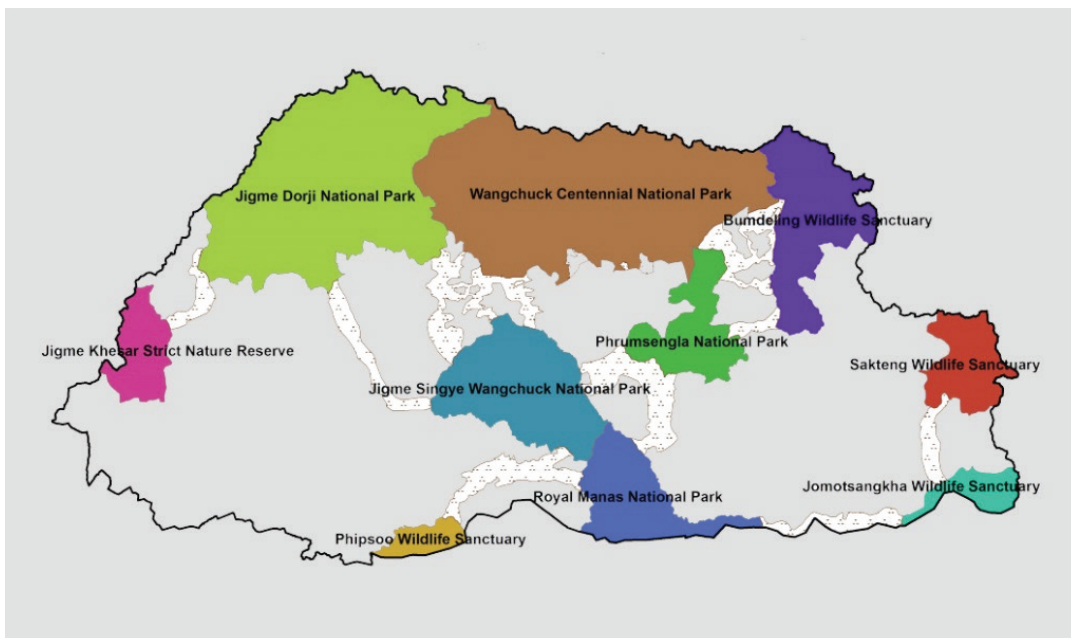 Jigme Dorji National Park
Wangchuck Centennial National Park
Bumdeling Wildlife Sanctuary
Phrumsengla National Park
Jigme Khesar Strict Nature Reserve
Sakteng Wildlife Sanctuary
Jigme Singye Wangchuck National Park
Jomotsangkha Wildlife Sanctuary
Royal Manas National Park
Phipsoo Wildlife Sanctuary